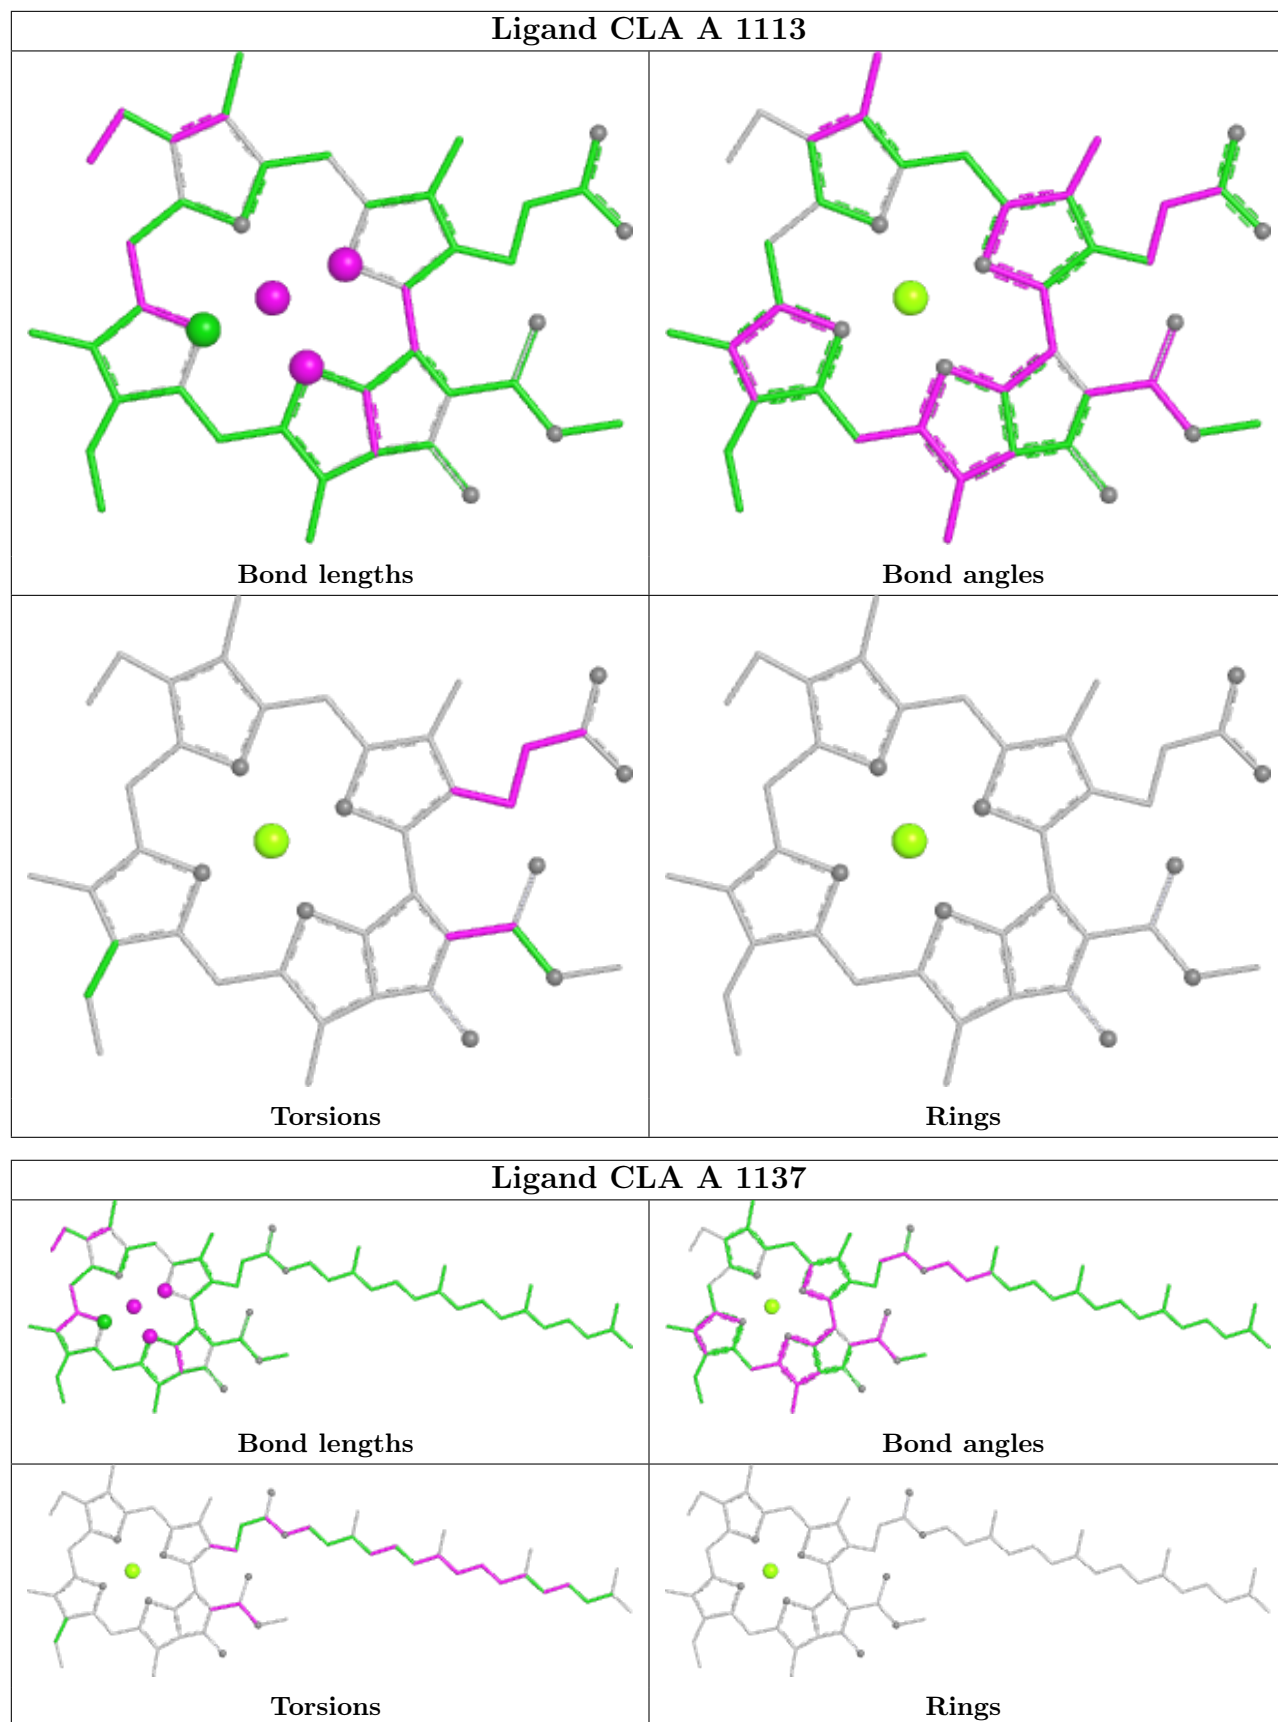 Ligand CLA A 1113
Bond lengths
Bond angles
Torsions
Rings
Ligand CLA A 1137
Bond lengths
Bond angles
Torsions
Rings